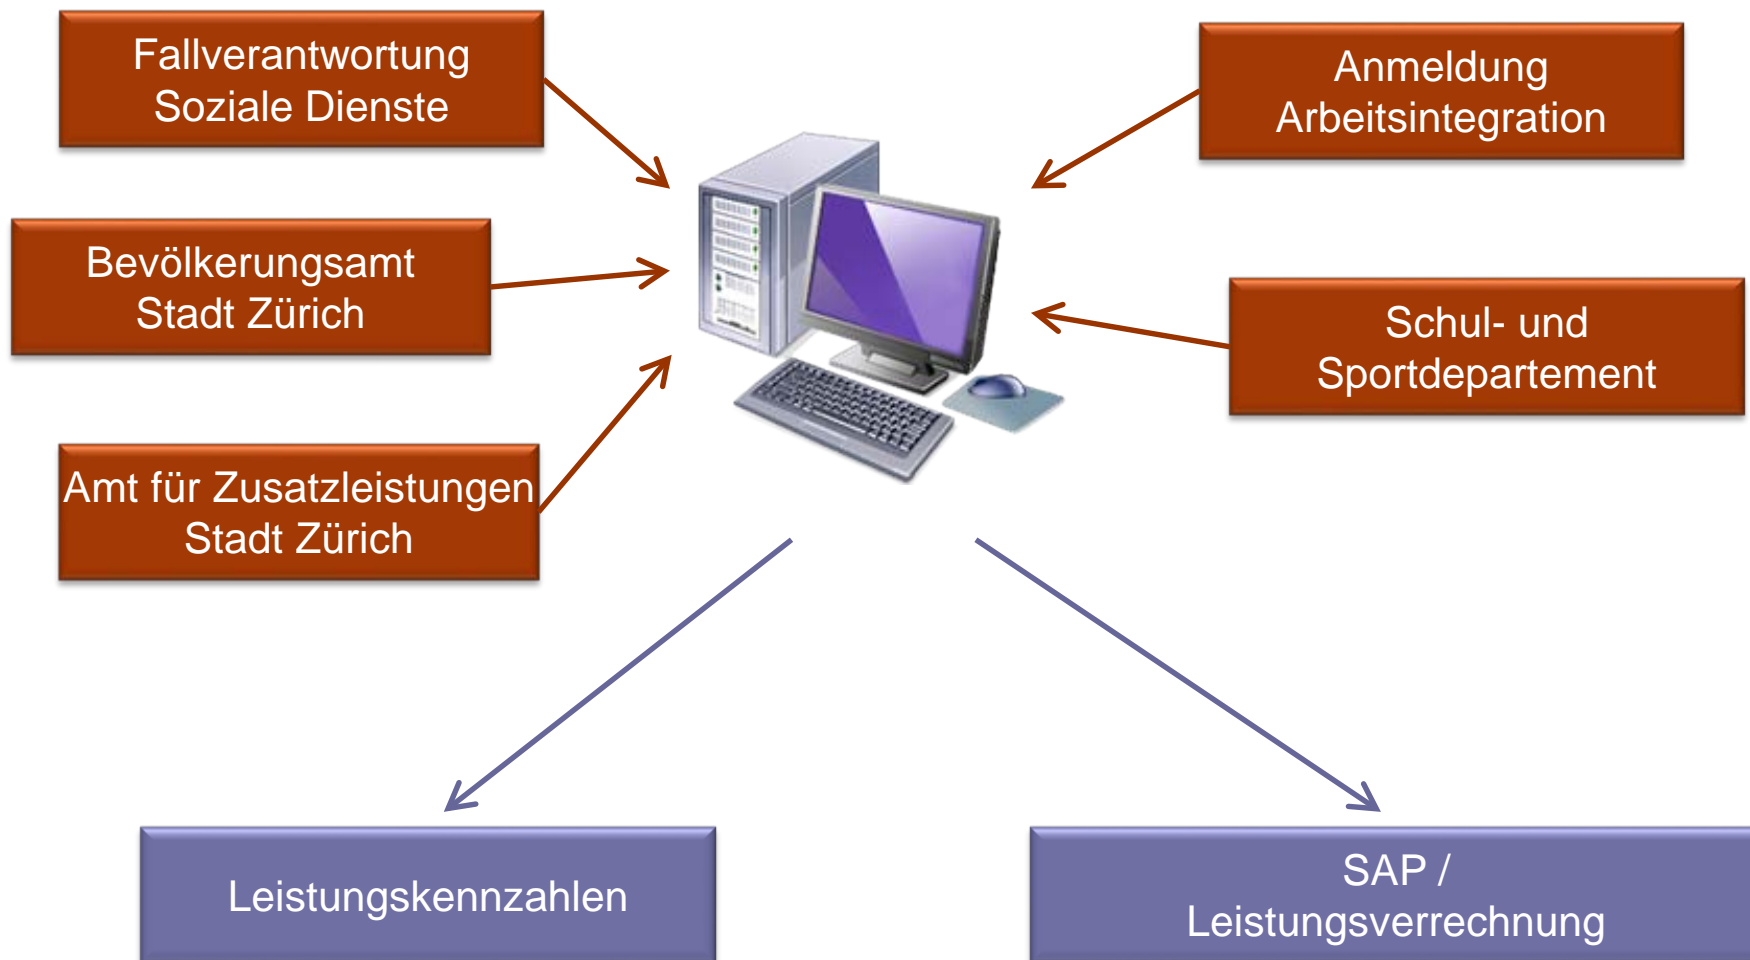 Fallverantwortung
Soziale Dienste
Anmeldung
Arbeitsintegration
Bevölkerungsamt
Stadt Zürich
Schul- und
Sportdepartement
Amt für Zusatzleistungen
Stadt Zürich
Leistungskennzahlen
SAP /
Leistungsverrechnung